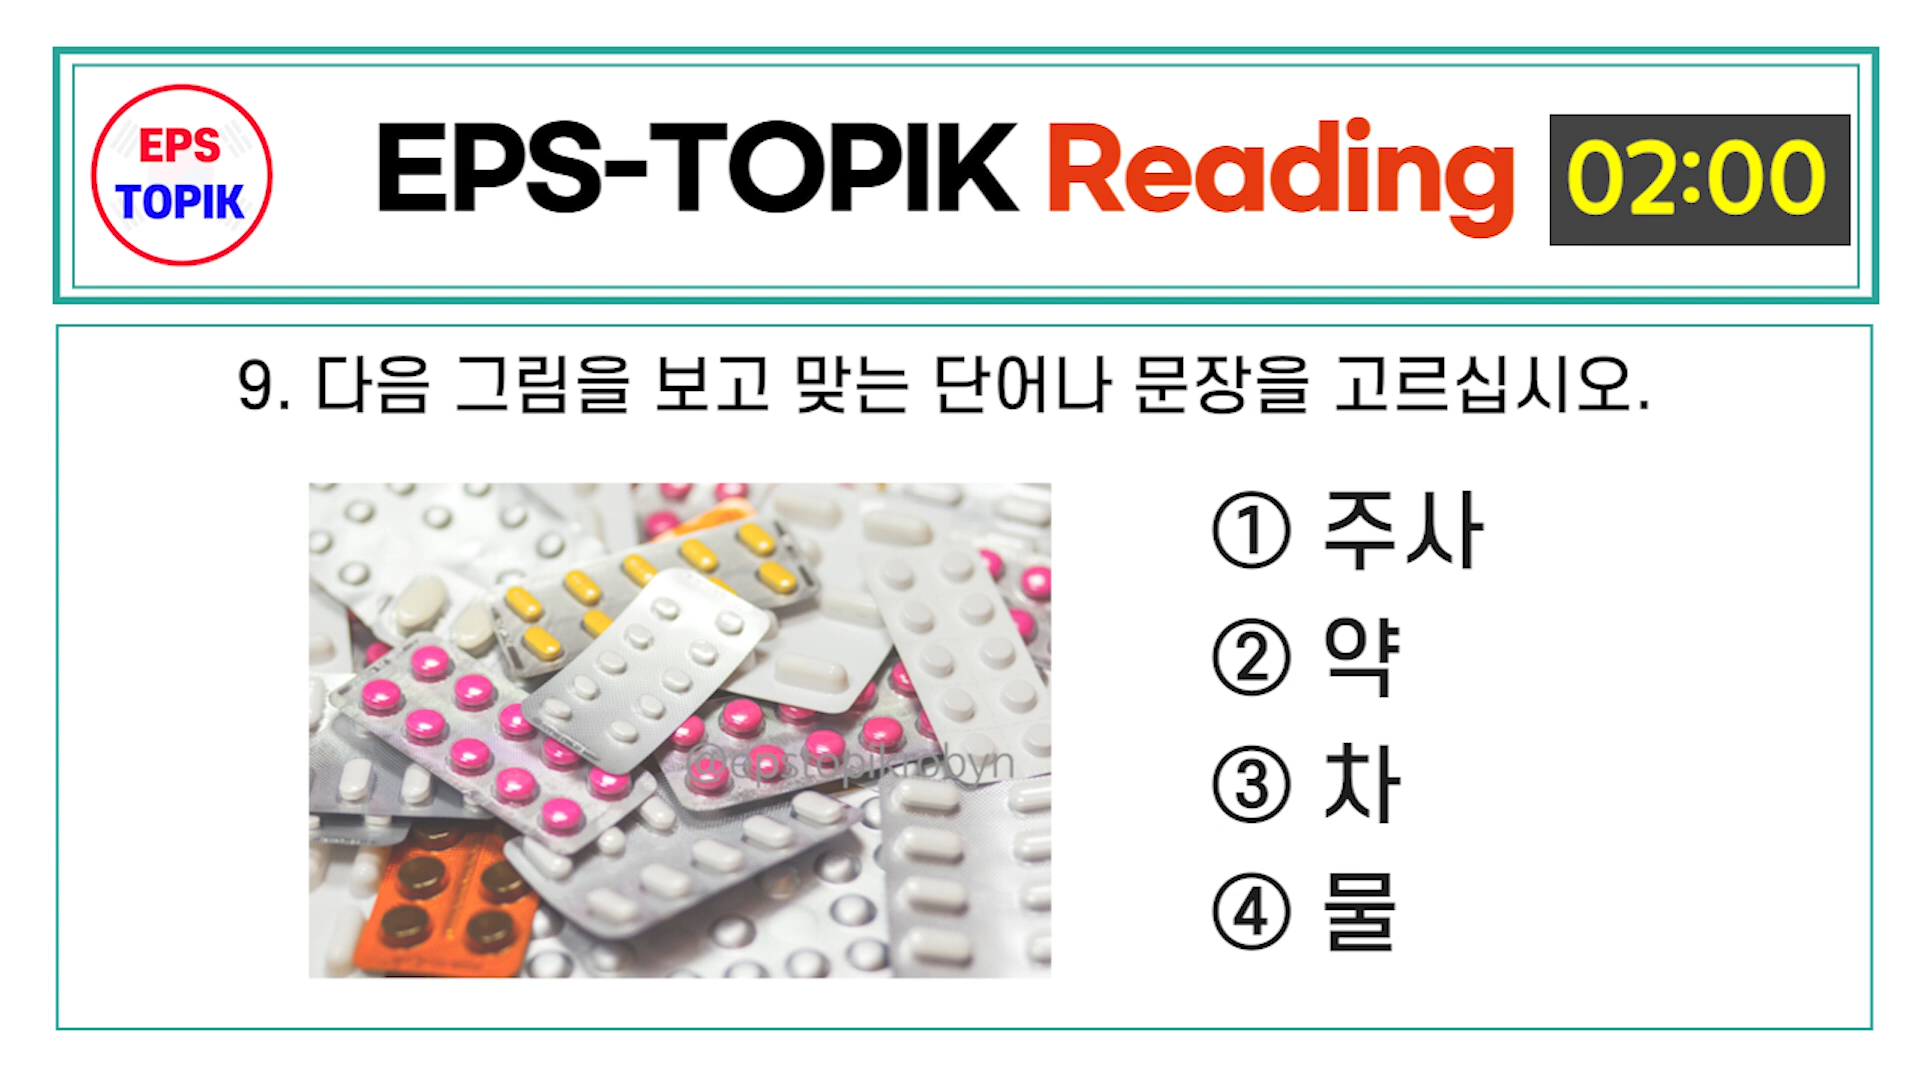 EPS
TOPIK
EPS-TOPIK Reading
02:00
9. 다음 그림을 보고 맞는 단어나 문장을 고르십시오.
① 주사
② 약
③ 차
④ 물
@epstopikrobyn